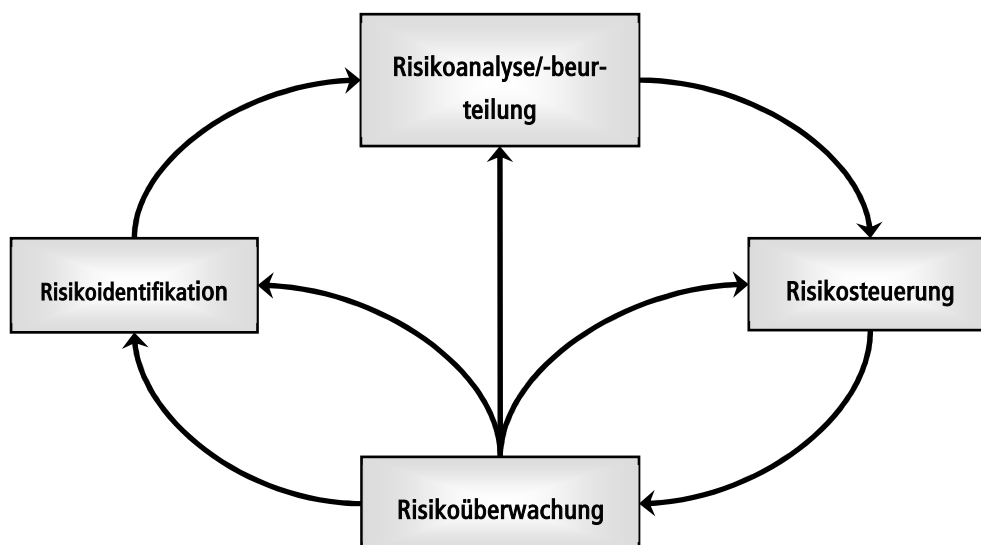 Risikoanalyse/-beur-
teilung
Risikoidentifikation
Risikosteuerung
Risikoüberwachung